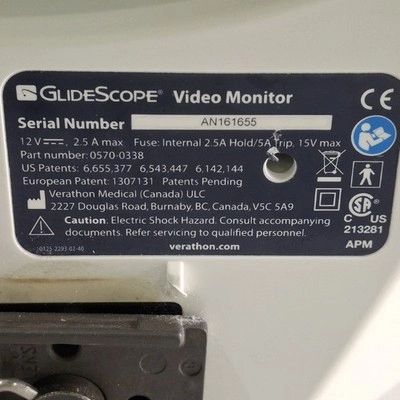 GLIDESCOPE® Video Monitor
Serial Number AN161655
12 V⎓, 2.5 A max Fuse: Internal 2.5A Hold/5A Trip, 15V max
Part number: 0570-0338
US Patents: 6,655,377 6,543,447 6,142,144
European Patent: 1307131 Patents Pending
Verathon Medical (Canada) ULC
2227 Douglas Road, Burnaby, BC, Canada, V5C 5A9
Caution: Electric Shock Hazard. Consult accompanying
documents. Refer servicing to qualified personnel.
verathon.com
CE
SA
C US
213281
APM